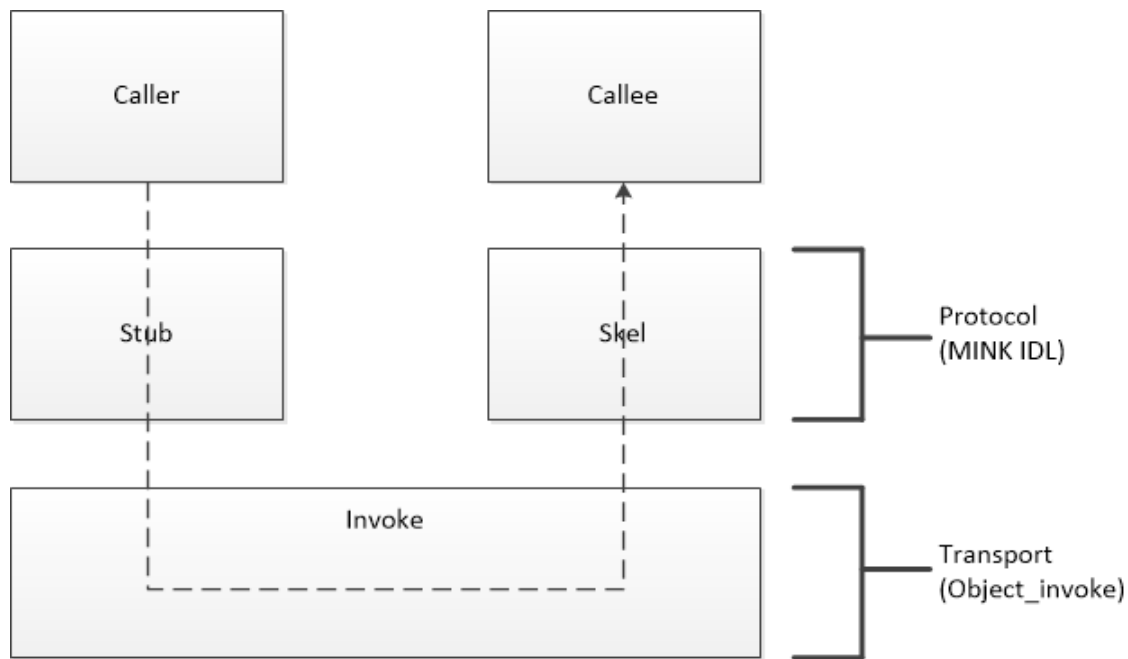 Caller
Callee
Stub
Skel
Protocol
(MINK IDL)
Invoke
Transport
(Object_invoke)